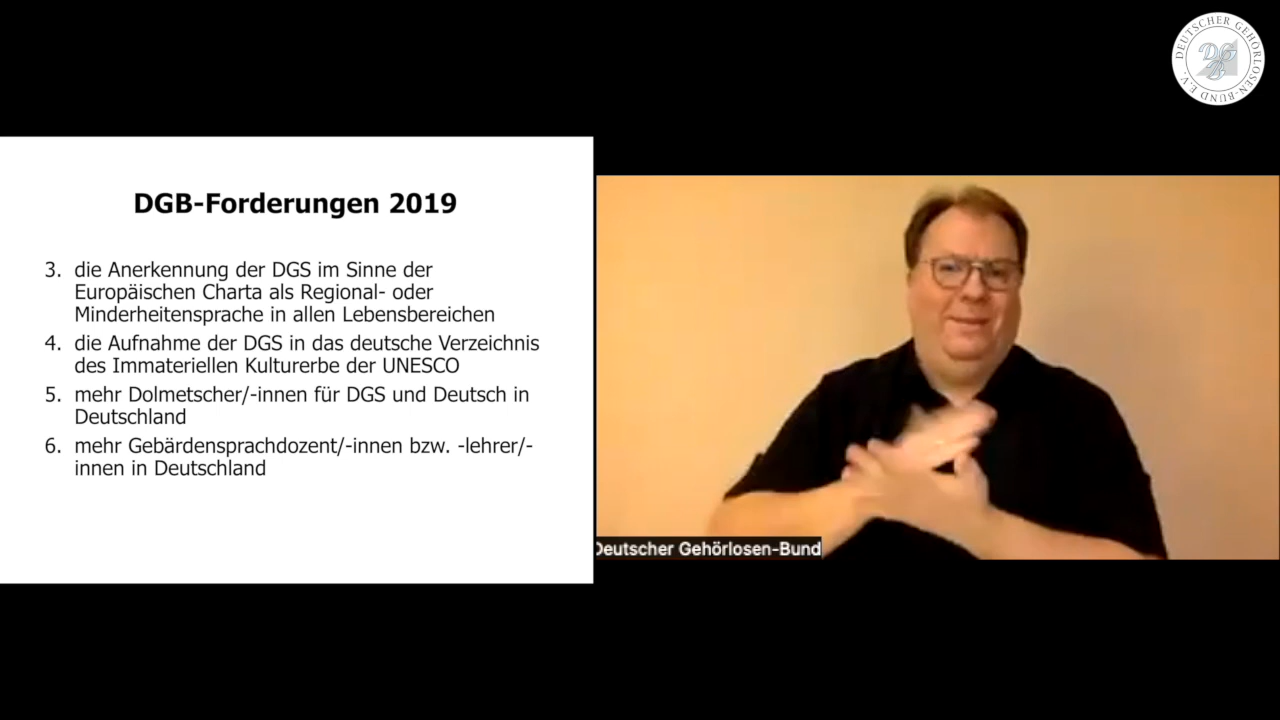 DEUTSCHER GEHÖRLOSEN-BUND E.V.
DGB
DGB-Forderungen 2019
3. die Anerkennung der DGS im Sinne der
Europäischen Charta als Regional- oder
Minderheitensprache in allen Lebensbereichen
4. die Aufnahme der DGS in das deutsche Verzeichnis
des Immateriellen Kulturerbe der UNESCO
5. mehr Dolmetscher/-innen für DGS und Deutsch in
Deutschland
6. mehr Gebärdensprachdozent/-innen bzw. -lehrer/-
innen in Deutschland
Deutscher Gehörlosen-Bund